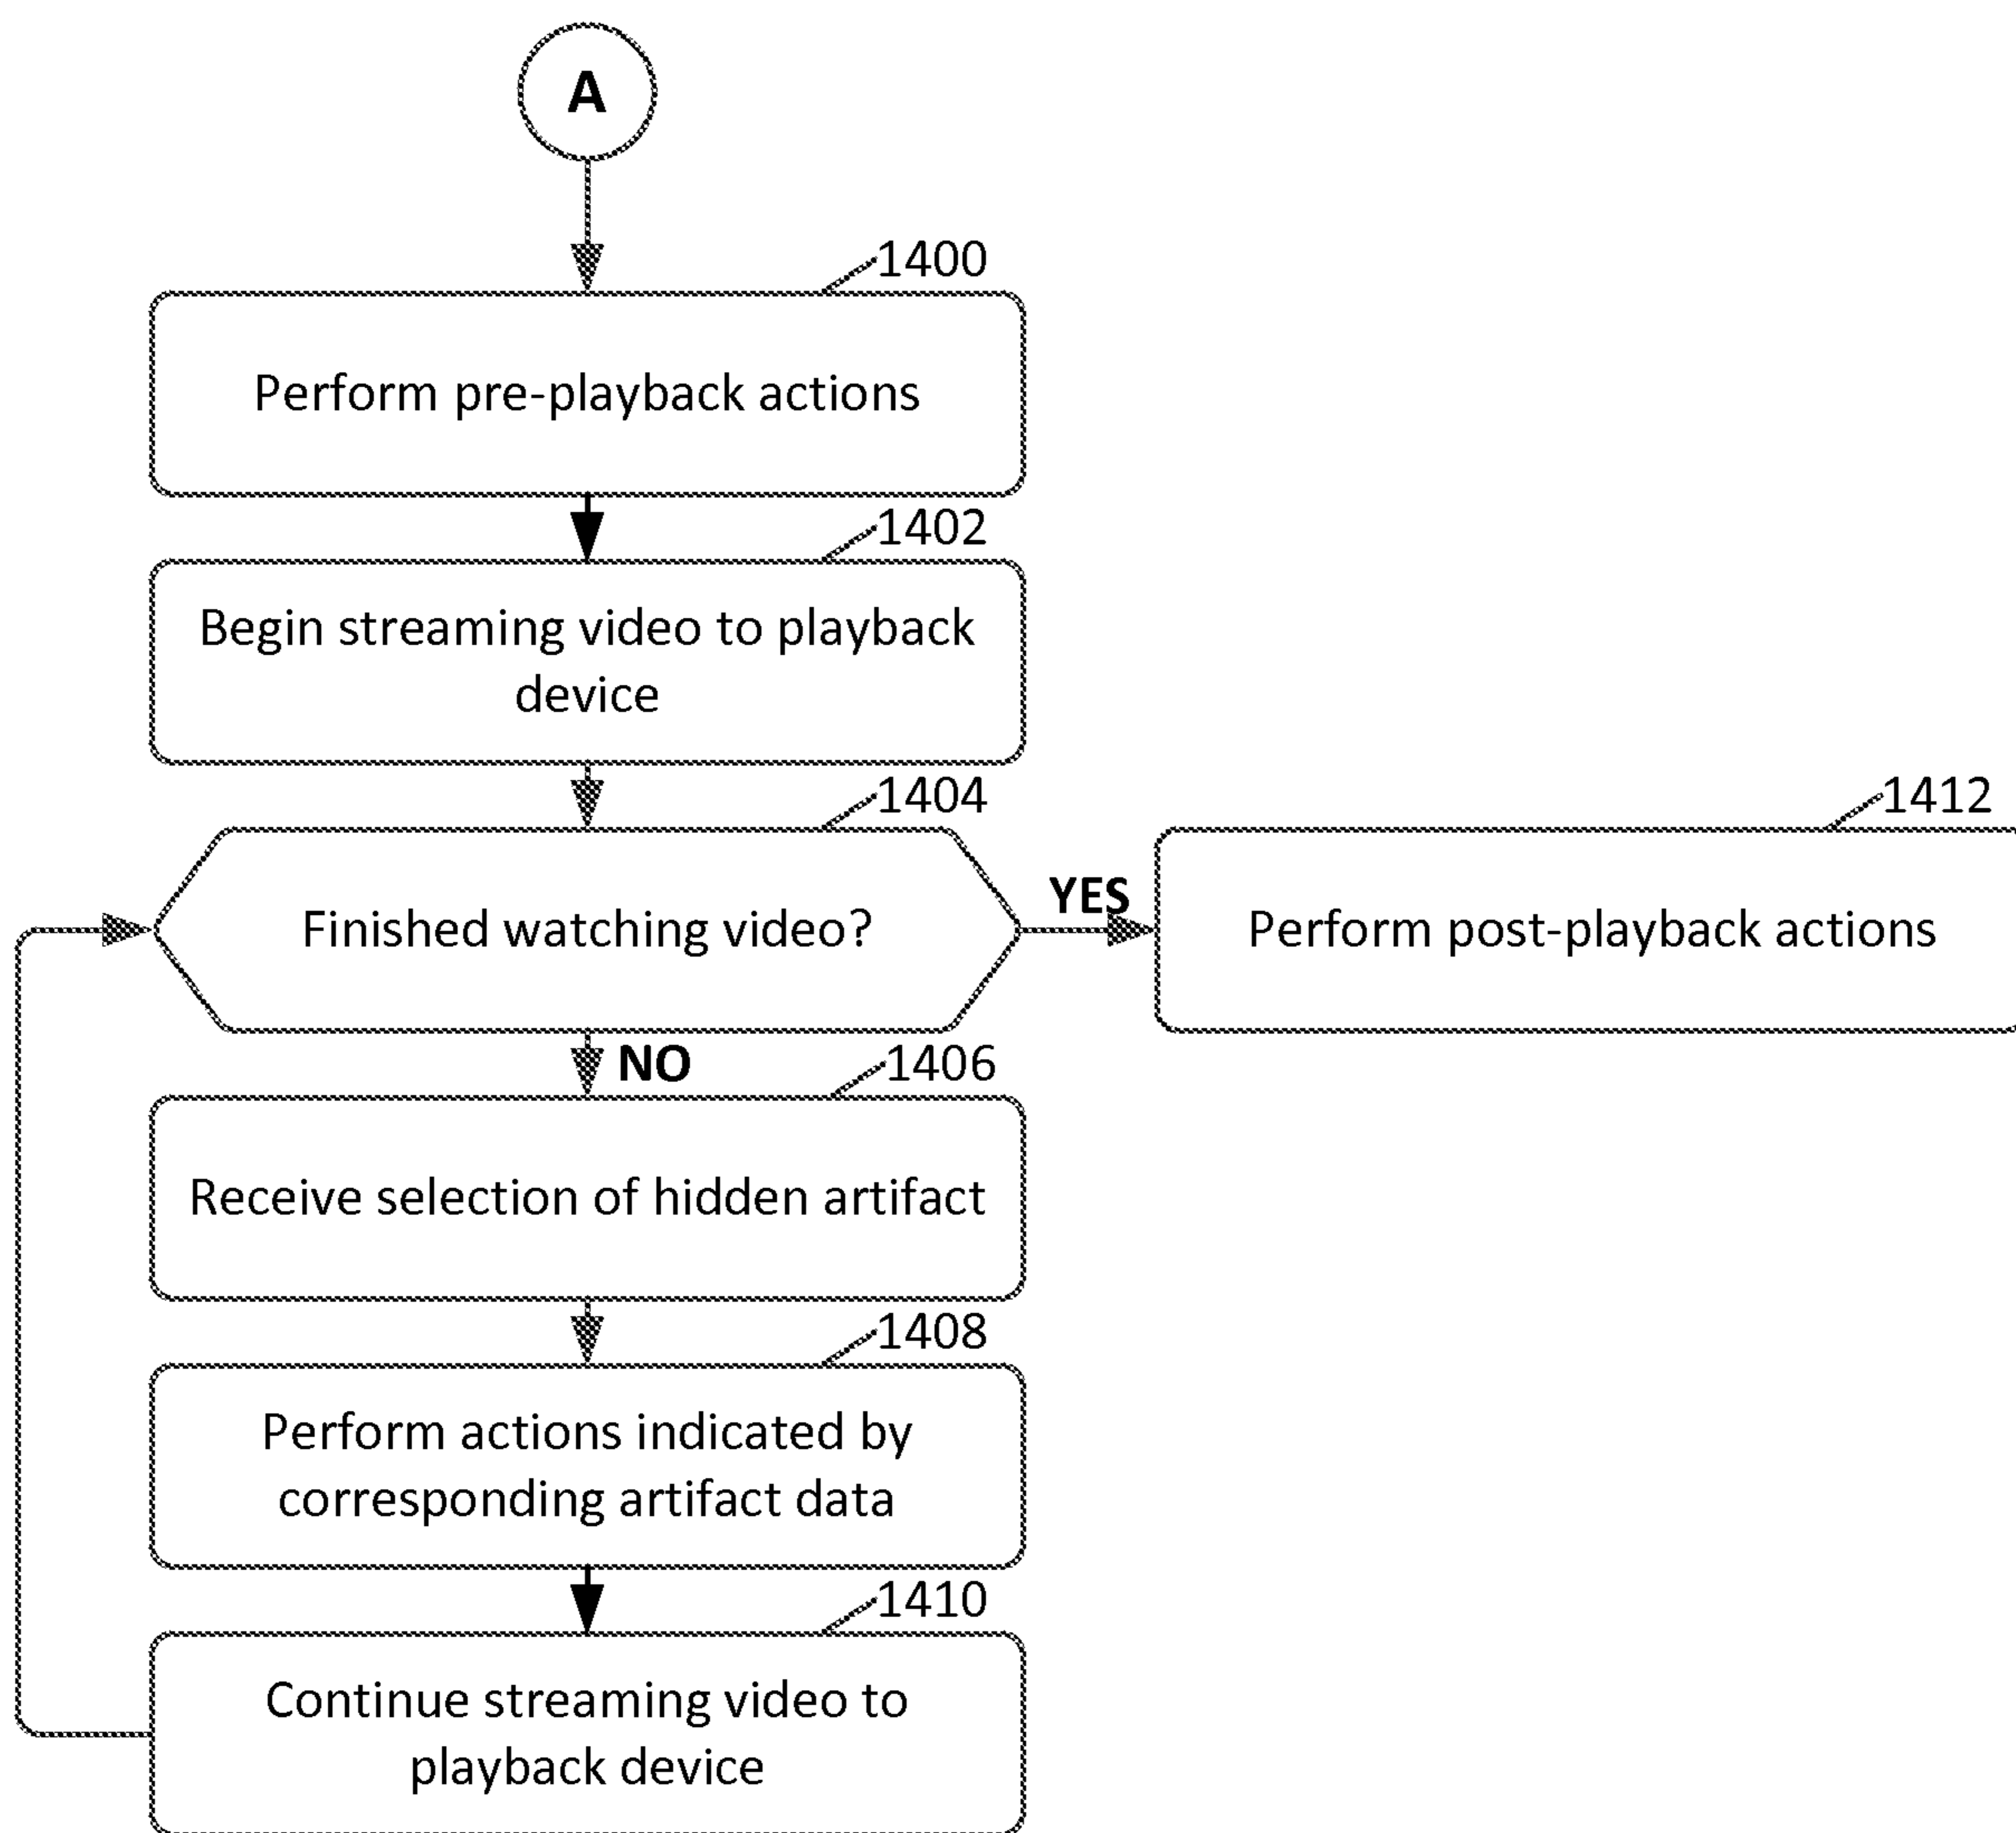 A
1400
Perform pre-playback actions
1402
Begin streaming video to playback
device
1404
Finished watching video?
YES
1412
Perform post-playback actions
NO
1406
Receive selection of hidden artifact
1408
Perform actions indicated by
corresponding artifact data
1410
Continue streaming video to
playback device